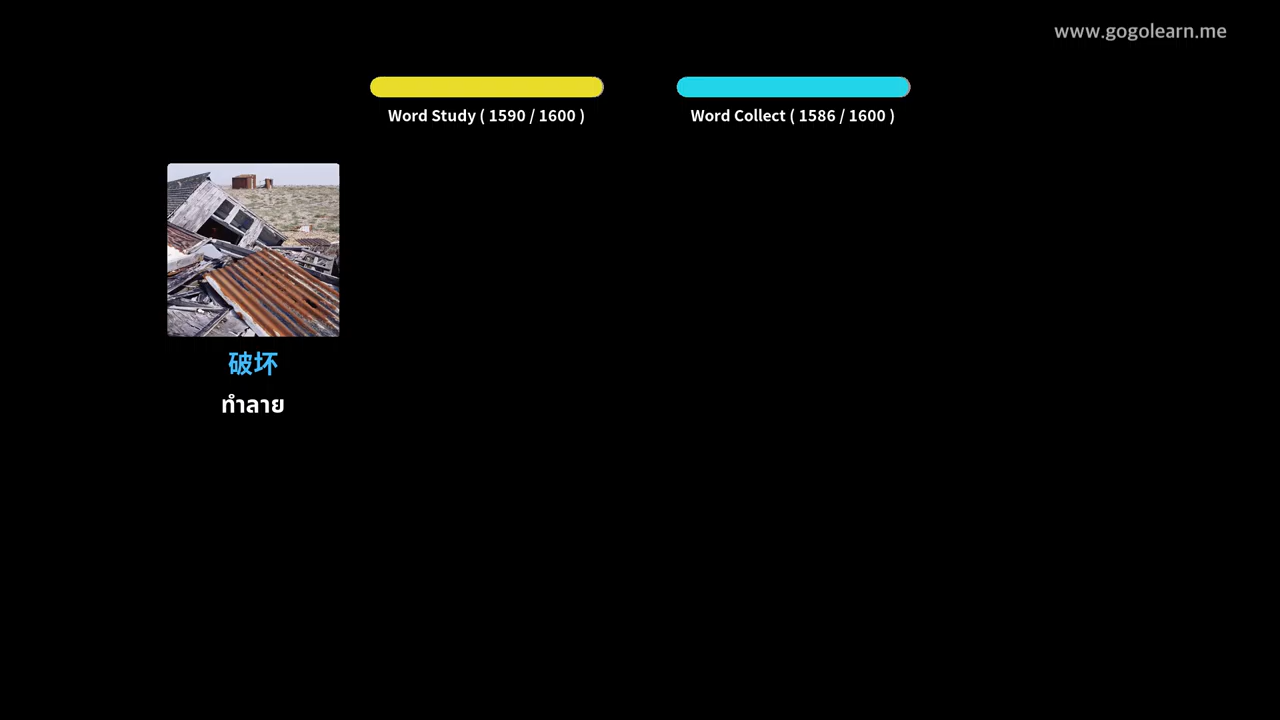 www.gogolearn.me
Word Study ( 1590 / 1600 )
Word Collect ( 1586 / 1600 )
破坏
ทำลาย